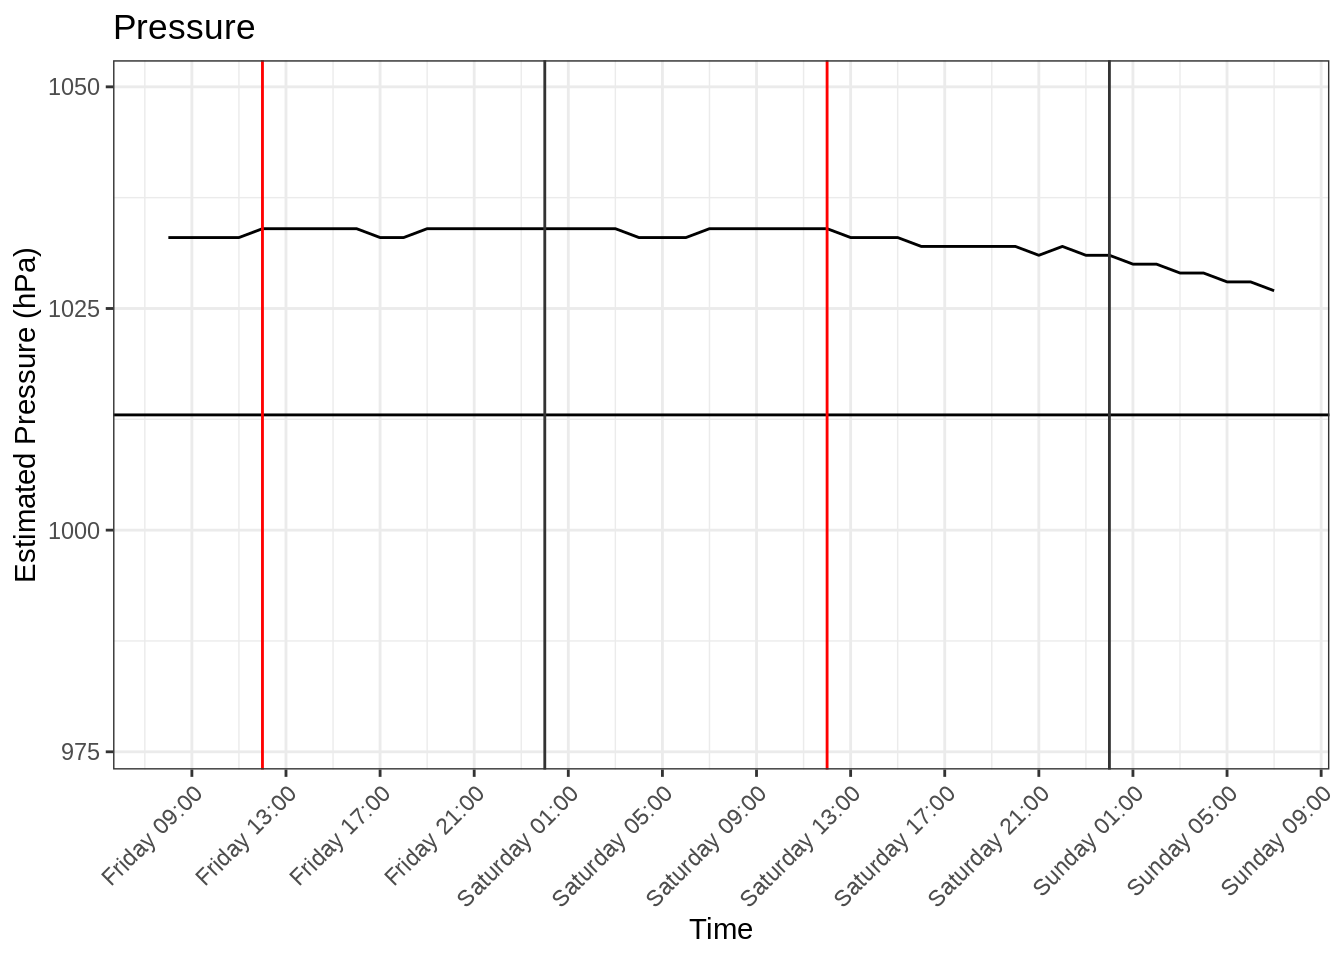 Pressure
Estimated Pressure (hPa)
1050
1025
1000
975
Friday 09:00
Friday 13:00
Friday 17:00
Friday 21:00
Saturday 01:00
Saturday 05:00
Saturday 09:00
Saturday 13:00
Saturday 17:00
Saturday 21:00
Sunday 01:00
Sunday 05:00
Sunday 09:00
Time